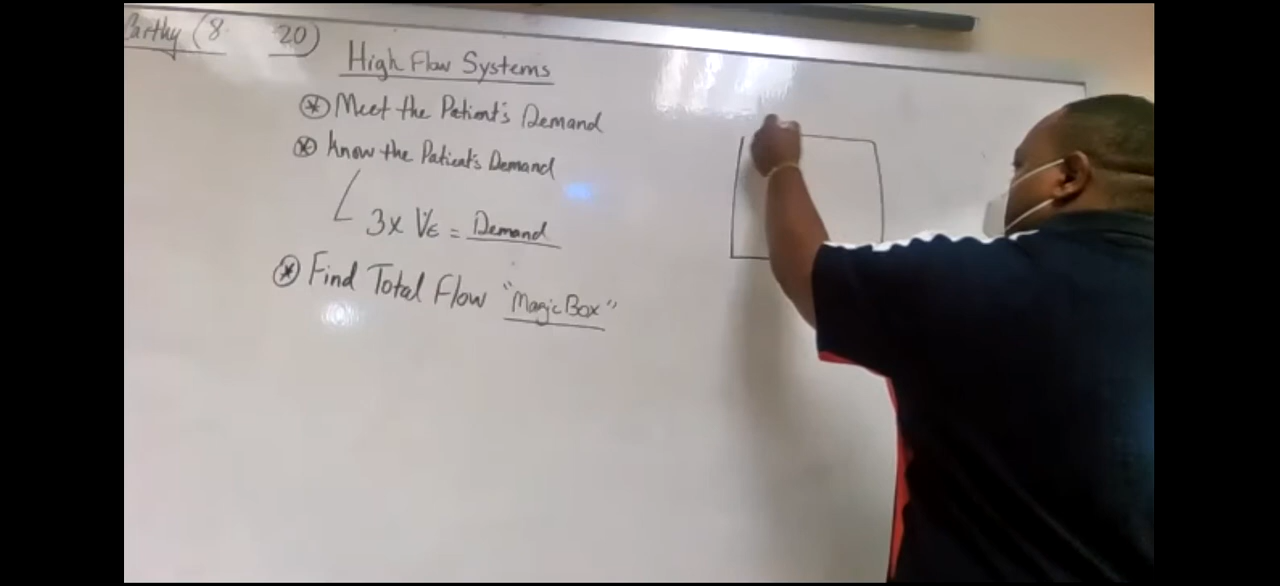 Carthy (8 20)
High Flow Systems
* Meet the Patient's Demand
* Know the Patient's Demand
3x V̇E = Demand
* Find Total Flow "Magic Box"